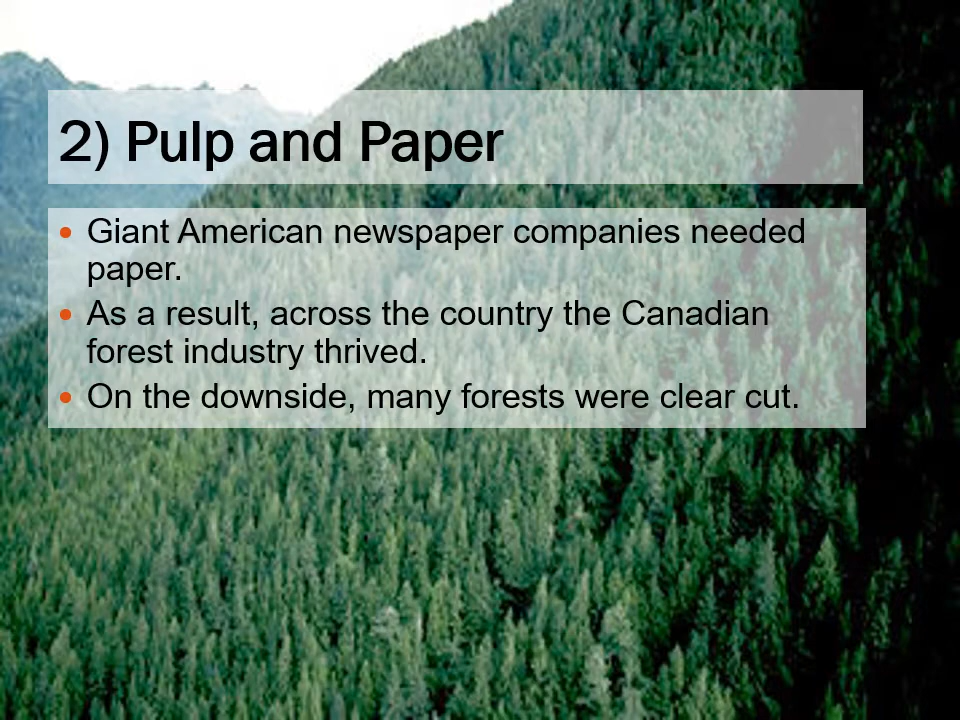 2) Pulp and Paper
• Giant American newspaper companies needed
paper.
• As a result, across the country the Canadian
forest industry thrived.
• On the downside, many forests were clear cut.